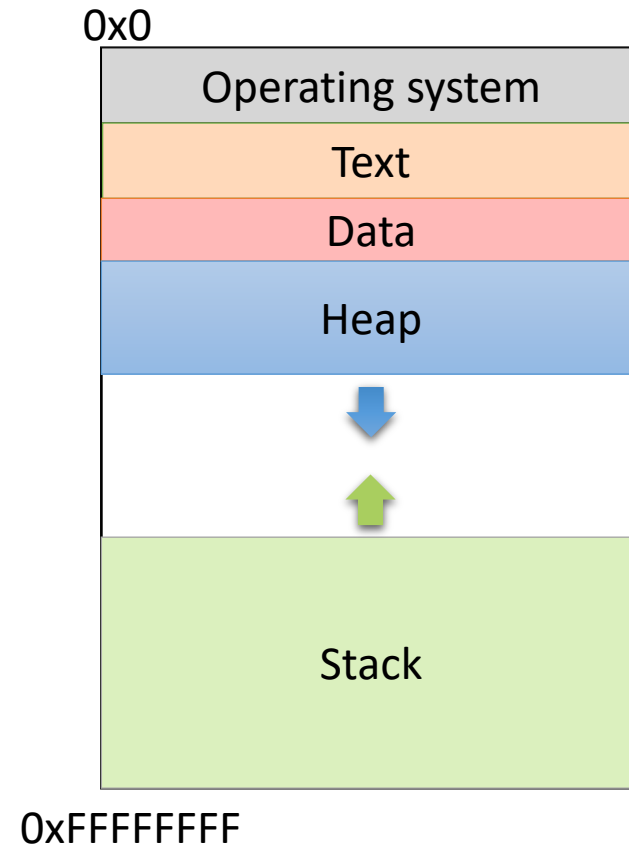 0x0
Operating system
Text
Data
Heap
Stack
0xFFFFFFFF